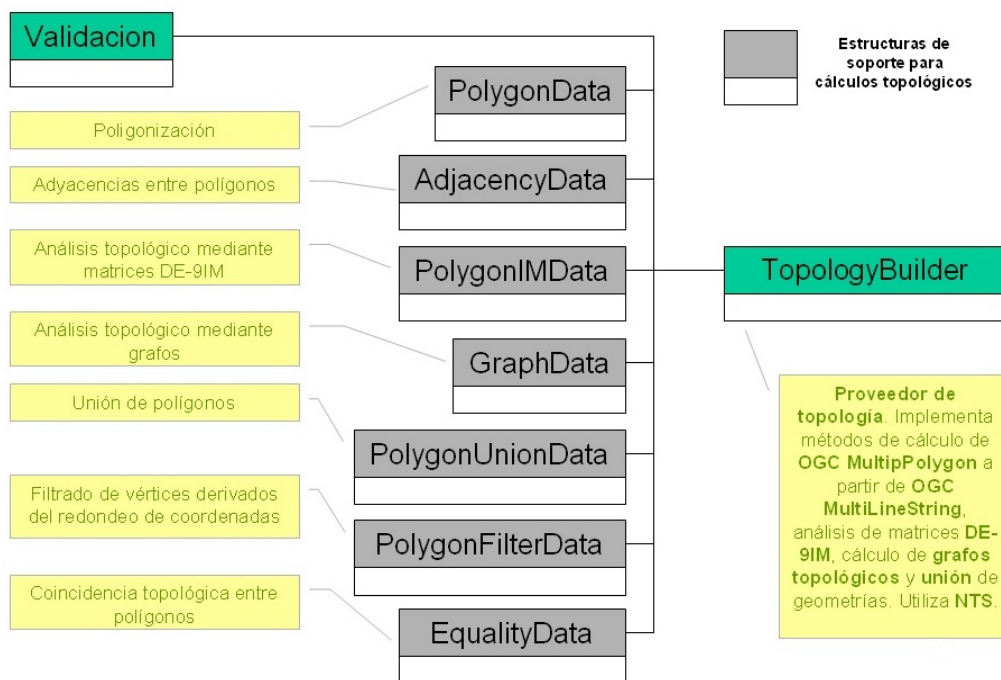 Validacion
Estructuras de
soporte para
cálculos topológicos
PolygonData
Poligonización
AdjacencyData
Adyacencias entre polígonos
PolygonIMData
Análisis topológico mediante
matrices DE-9IM
TopologyBuilder
GraphData
Análisis topológico mediante
grafos
PolygonUnionData
Unión de polígonos
PolygonFilterData
Filtrado de vértices derivados
del redondeo de coordenadas
EqualityData
Coincidencia topológica entre
polígonos
Proveedor de
topología. Implementa
métodos de cálculo de
OGC MultipPolygon a
partir de OGC
MultiLineString,
análisis de matrices DE-
9IM, cálculo de grafos
topológicos y unión de
geometrías. Utiliza NTS.